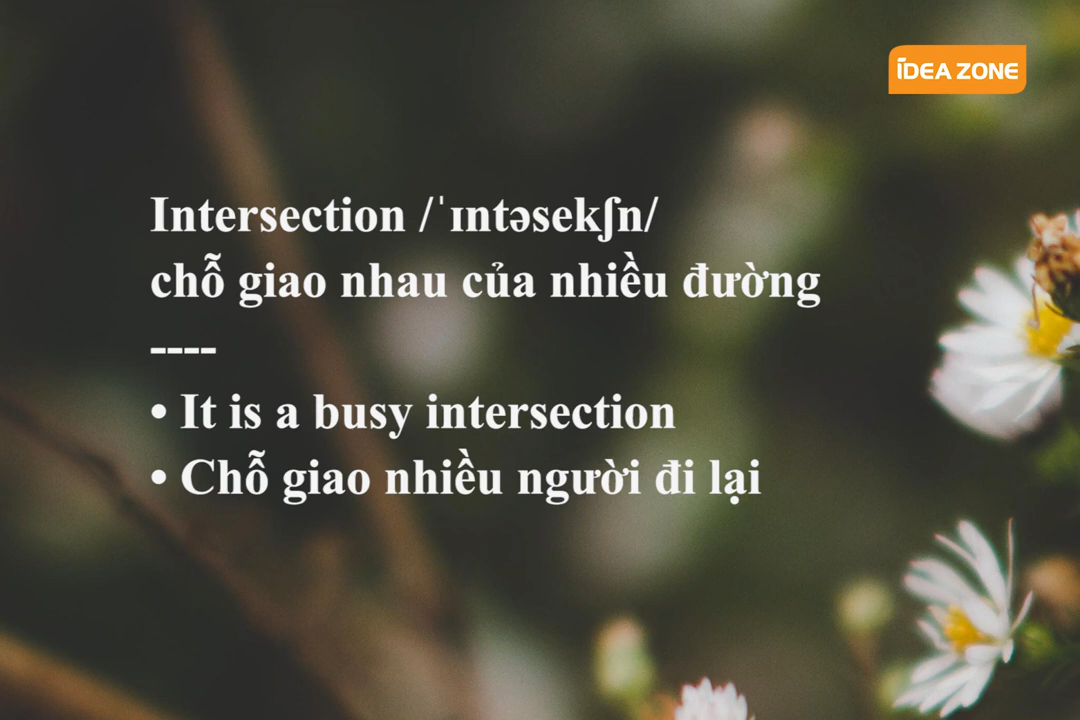 iDEA ZONE
Intersection /ˈɪntəsekʃn/
chỗ giao nhau của nhiều đường
----
• It is a busy intersection
• Chỗ giao nhiều người đi lại